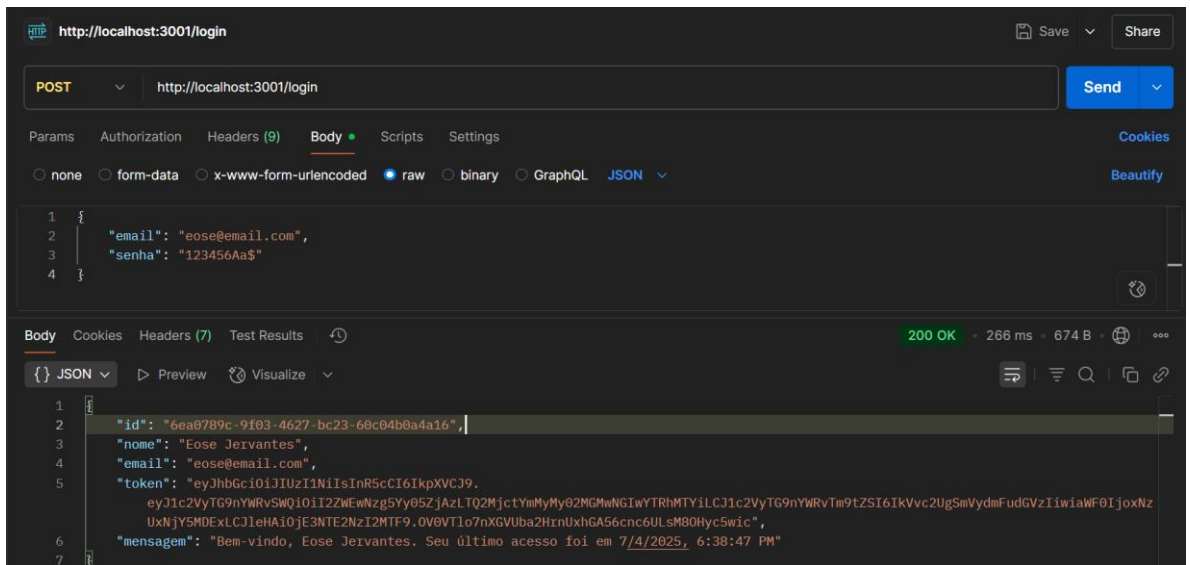 HTTP http://localhost:3001/login Save Share
POST http://localhost:3001/login Send
Params Authorization Headers (9) Body Scripts Settings Cookies
none form-data x-www-form-urlencoded raw binary GraphQL JSON Beautify
1 {
2 "email": "eose@email.com",
3 "senha": "123456Aa$"
4 }
Body Cookies Headers (7) Test Results 200 OK 266 ms 674 B
{} JSON Preview Visualize
1 {
2 "id": "6ea0789c-9f03-4627-bc23-60c04b0a4a16",
3 "nome": "Eose Jervantes",
4 "email": "eose@email.com",
5 "token": "eyJhbGciOiJIUzI1NiIsInR5cCI6IkpXVCJ9.
eyJ1c2VyTG9nYWRvSWQiOiI2ZWEwNzg5Yy05ZjAzLTQ2MjctYmMyMy02MGMwNGIwYTRhMTYiLCJ1c2VyTG9nYWRvTm9tZSI6IkVvc2UgSmVydmFudGVzIiwiaWF0IjoxNz
UxNjY5MDExLCJleHAiOjE3NTE2NzI2MTF9.OV0VTlo7nXGVUba2HrnUxhGA56cnc6ULsM8OHyc5wic",
6 "mensagem": "Bem-vindo, Eose Jervantes. Seu último acesso foi em 7/4/2025, 6:38:47 PM"
7 }